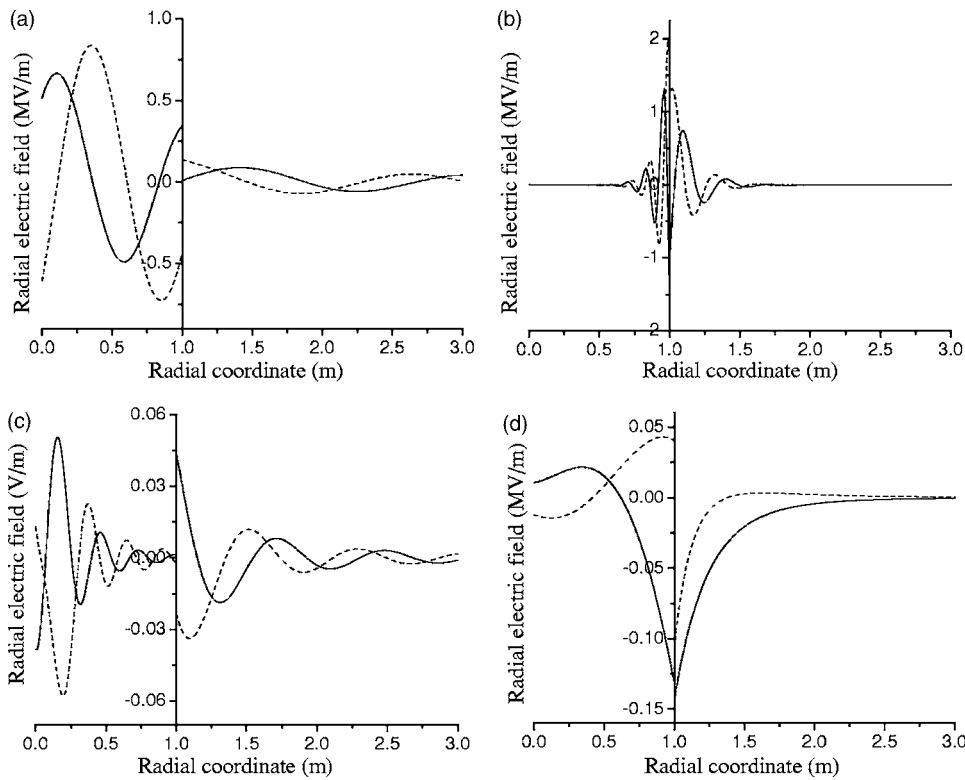 (a)
Radial electric field (MV/m)
1.0
0.5
0.0
-0.5
0.0 0.5 1.0 1.5 2.0 2.5 3.0
Radial coordinate (m)
(b)
Radial electric field (MV/m)
2
1
0
-1
2
0.0 0.5 1.0 1.5 2.0 2.5 3.0
Radial coordinate (m)
(c)
Radial electric field (V/m)
0.06
0.03
0.000
-0.03
-0.06
0.0 0.5 1.0 1.5 2.0 2.5 3.0
Radial coordinate (m)
(d)
Radial electric field (MV/m)
0.05
0.00
-0.05
-0.10
-0.15
0.0 0.5 1.0 1.5 2.0 2.5 3.0
Radial coordinate (m)